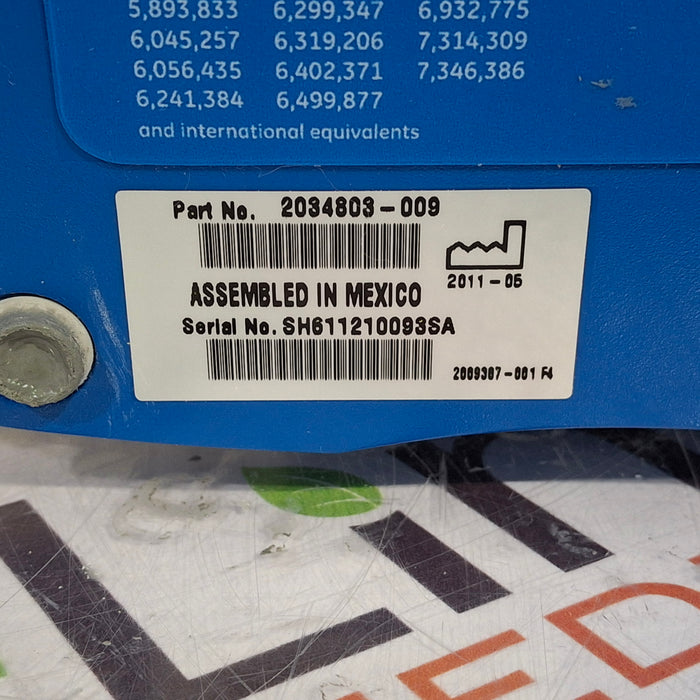 5,893,833 6,299,347 6,932,775
6,045,257 6,319,206 7,314,309
6,056,435 6,402,371 7,346,386
6,241,384 6,499,877
and international equivalents
Part No. 2034803-009
2011-05
ASSEMBLED IN MEXICO
Serial No. SH611210093SA
2009307-001 F4